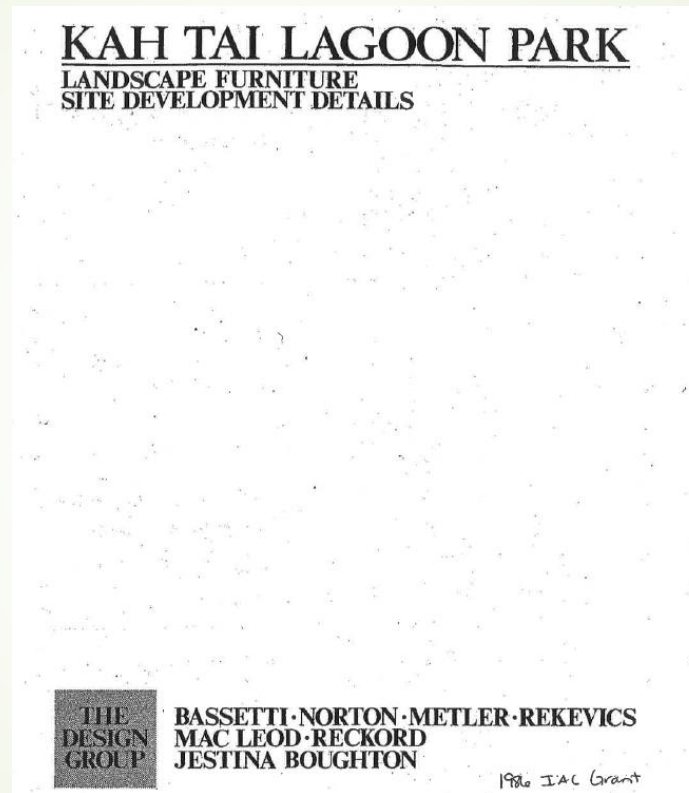 KAH TAI LAGOON PARK
LANDSCAPE FURNITURE
SITE DEVELOPMENT DETAILS
THE
DESIGN
GROUP
BASSETTI·NORTON·METLER·REKEVICS
MAC LEOD·RECKORD
JESTINA BOUGHTON
1986 IAC Grant